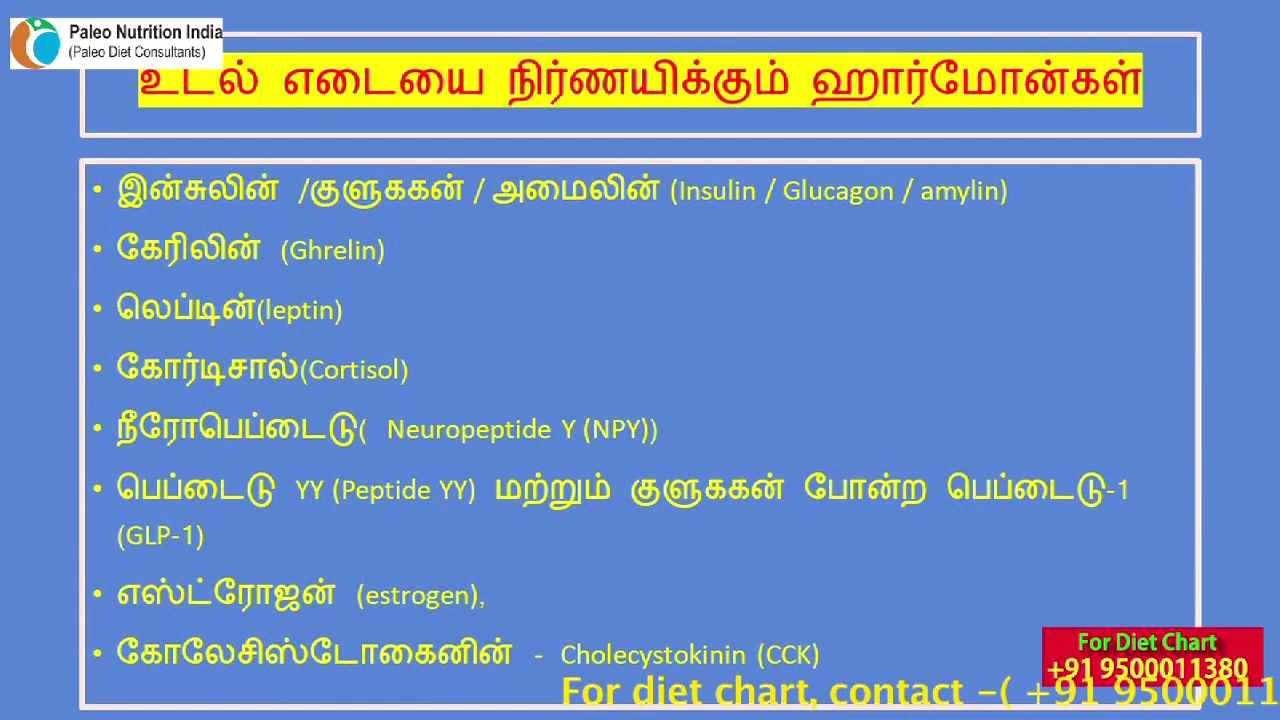 Paleo Nutrition India
(Paleo Diet Consultants)
உடல் எடையை நிர்ணயிக்கும் ஹார்மோன்கள்
• இன்சுலின் /குளுககன் / அமைலின் (Insulin / Glucagon / amylin)
• கேரிலின் (Ghrelin)
• லெப்டின்(leptin)
• கோர்டிசால்(Cortisol)
• நீரோபெப்டைடு( Neuropeptide Y (NPY))
• பெப்டைடு YY (Peptide YY) மற்றும் குளுககன் போன்ற பெப்டைடு-1
(GLP-1)
• எஸ்ட்ரோஜன் (estrogen),
• கோலேசிஸ்டோகைனின் - Cholecystokinin (CCK)
For Diet Chart
+91 9500011380
For diet chart, contact –( +91 9500011